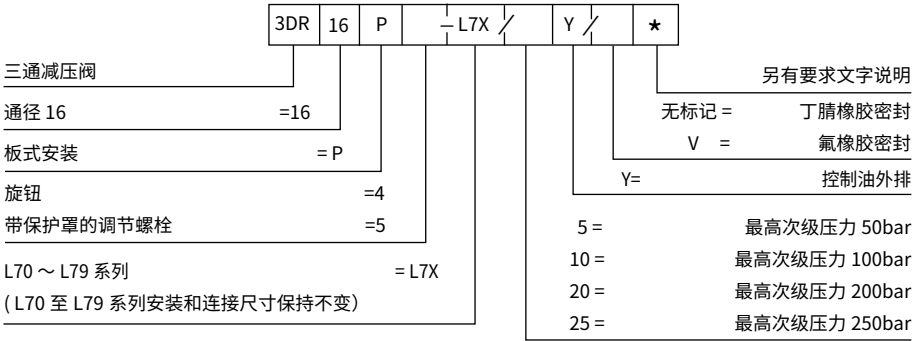 3DR 16 P – L7X / Y / *
三通减压阀
通径 16 =16
板式安装 = P
旋钮 =4
带保护罩的调节螺栓 =5
L70 ～ L79 系列 = L7X
( L70 至 L79 系列安装和连接尺寸保持不变）
另有要求文字说明
无标记 = 丁腈橡胶密封
V = 氟橡胶密封
Y= 控制油外排
5 = 最高次级压力 50bar
10 = 最高次级压力 100bar
20 = 最高次级压力 200bar
25 = 最高次级压力 250bar